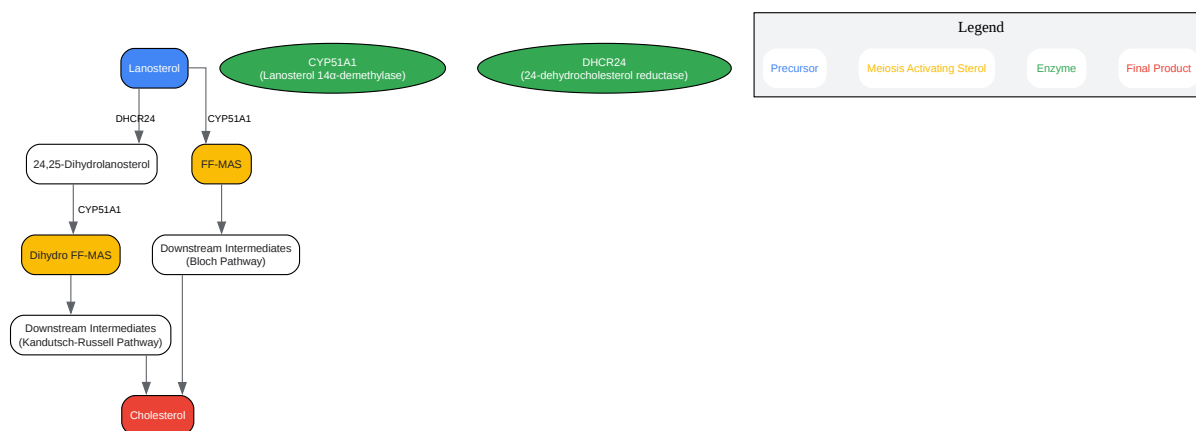 Legend
Lanosterol
CYP51A1
(Lanosterol 14α-demethylase)
DHCR24
(24-dehydrocholesterol reductase)
Precursor
Meiosis Activating Sterol
Enzyme
Final Product
DHCR24
CYP51A1
24,25-Dihydrolanosterol
FF-MAS
CYP51A1
Dihydro FF-MAS
Downstream Intermediates
(Bloch Pathway)
Downstream Intermediates
(Kandutsch-Russell Pathway)
Cholesterol